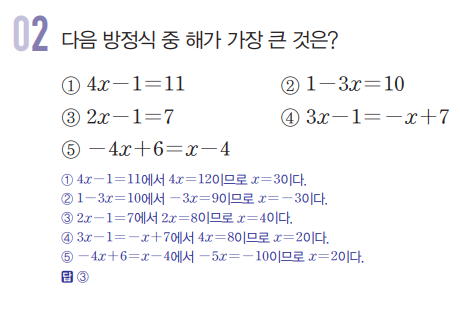 02 다음 방정식 중 해가 가장 큰 것은?
① 4x－1＝11 ② 1－3x＝10
③ 2x－1＝7 ④ 3x－1＝－x＋7
⑤ －4x＋6＝x－4
① 4x－1＝11에서 4x＝12이므로 x＝3이다.
② 1－3x＝10에서 －3x＝9이므로 x＝－3이다.
③ 2x－1＝7에서 2x＝8이므로 x＝4이다.
④ 3x－1＝－x＋7에서 4x＝8이므로 x＝2이다.
⑤ －4x＋6＝x－4에서 －5x＝－10이므로 x＝2이다.
답 ③